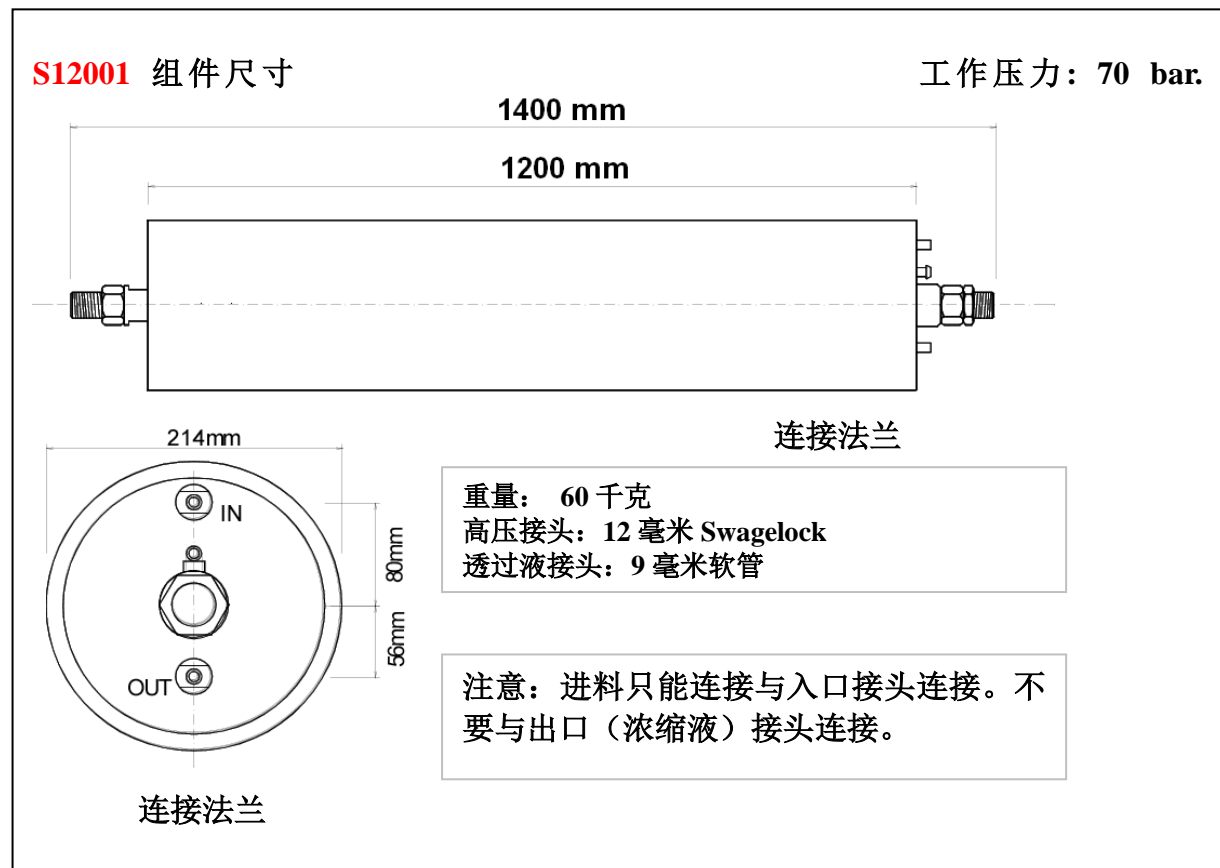 S12001 组件尺寸
工作压力：70 bar.
1400 mm
1200 mm
连接法兰
214mm
IN
80mm
56mm
OUT
连接法兰
重量： 60 千克
高压接头：12 毫米 Swagelock
透过液接头：9 毫米软管
注意：进料只能连接与入口接头连接。不
要与出口（浓缩液）接头连接。